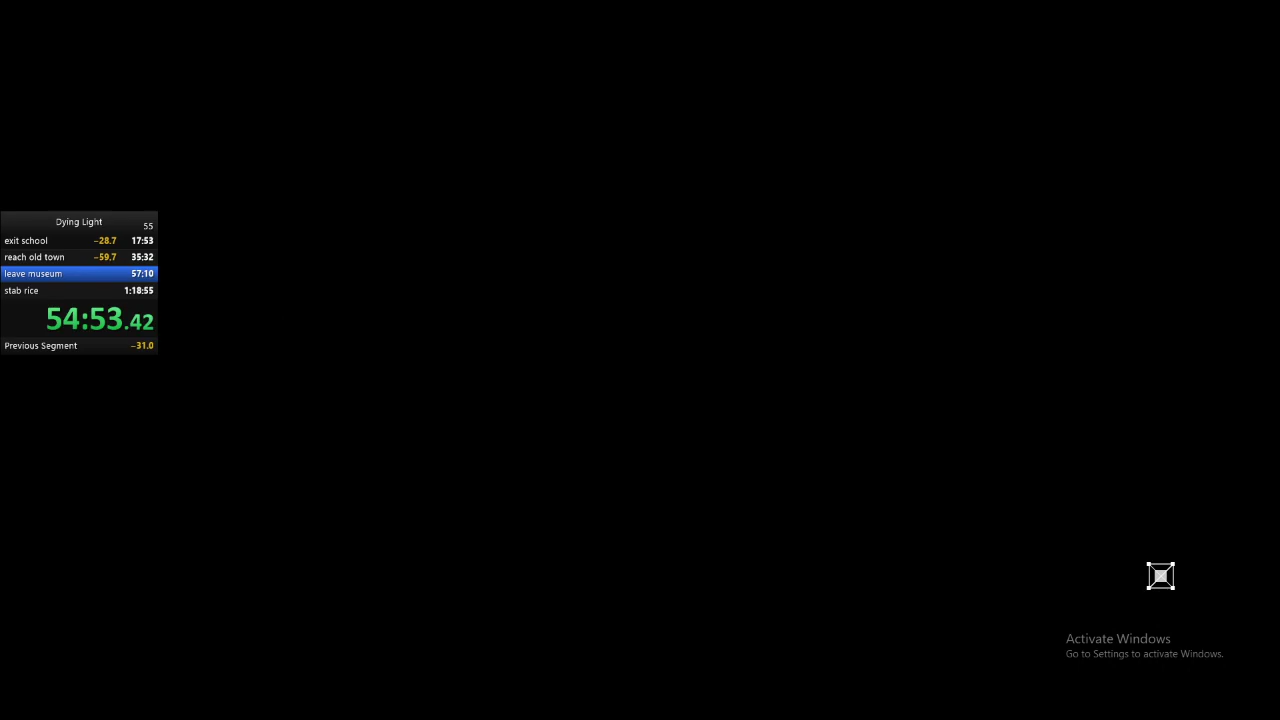 Dying Light
55
exit school -28.7 17:53
reach old town -59.7 35:32
leave museum 57:10
stab rice 1:18:55
54:53.42
Previous Segment -31.0
Activate Windows
Go to Settings to activate Windows.